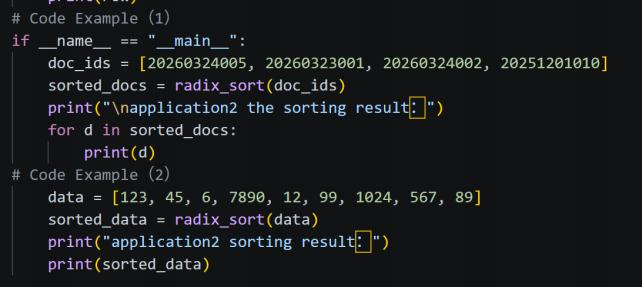 # Code Example（1）
if __name__ == "__main__":
    doc_ids = [20260324005, 20260323001, 20260324002, 20251201010]
    sorted_docs = radix_sort(doc_ids)
    print("\napplication2 the sorting result：")
    for d in sorted_docs:
        print(d)
# Code Example（2）
    data = [123, 45, 6, 7890, 12, 99, 1024, 567, 89]
    sorted_data = radix_sort(data)
    print("application2 sorting result：")
    print(sorted_data)